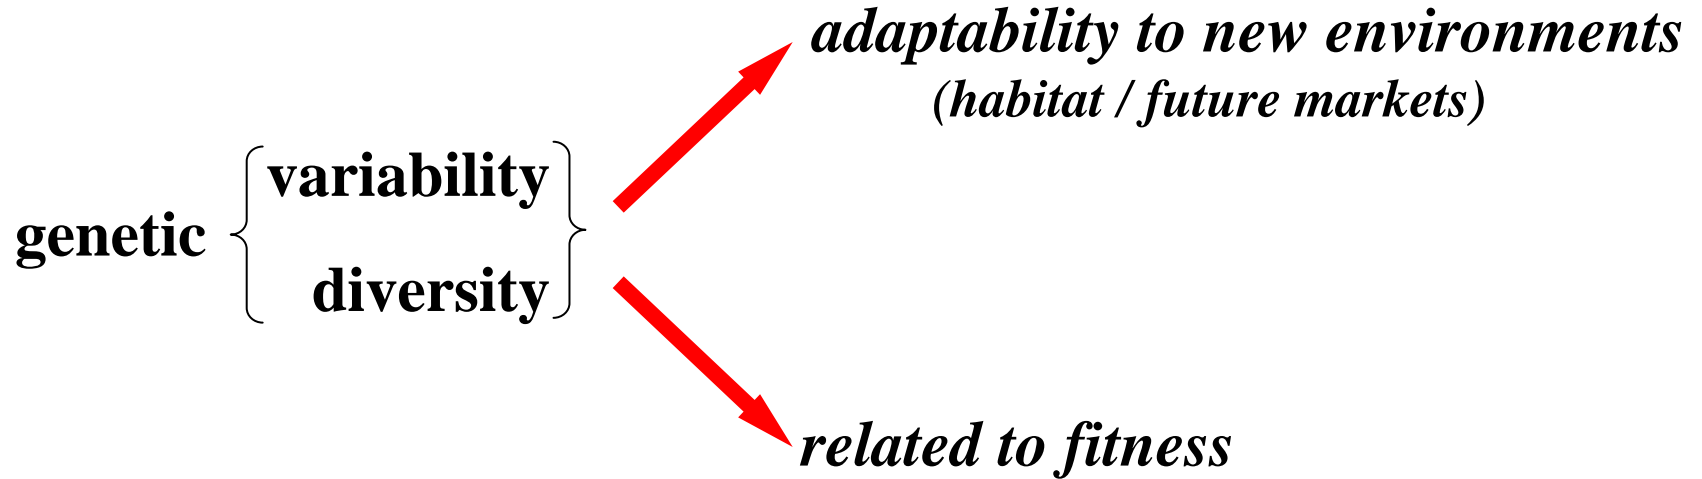 adaptability to new environments
(habitat / future markets)
variability
genetic
diversity
related to fitness